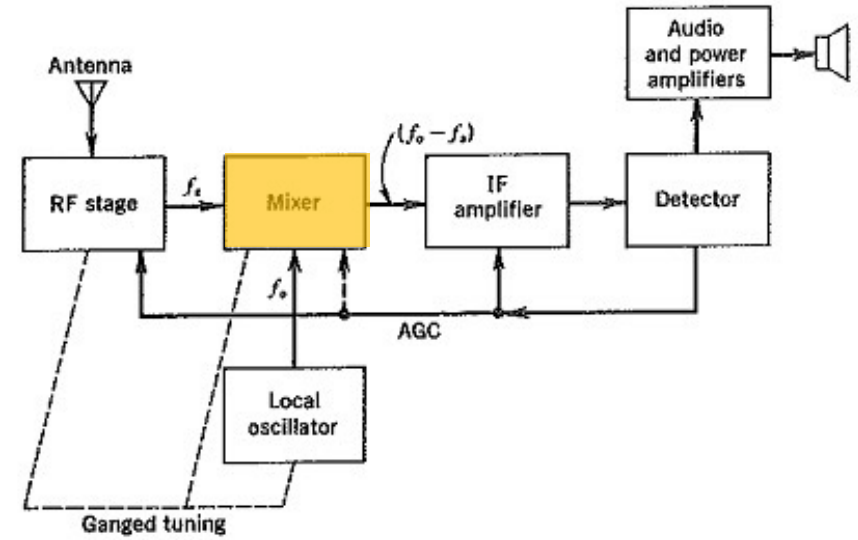 Antenna
RF stage
fs
Mixer
(fo − fs)
IF
amplifier
Detector
Audio
and power
amplifiers
fo
AGC
Local
oscillator
Ganged tuning